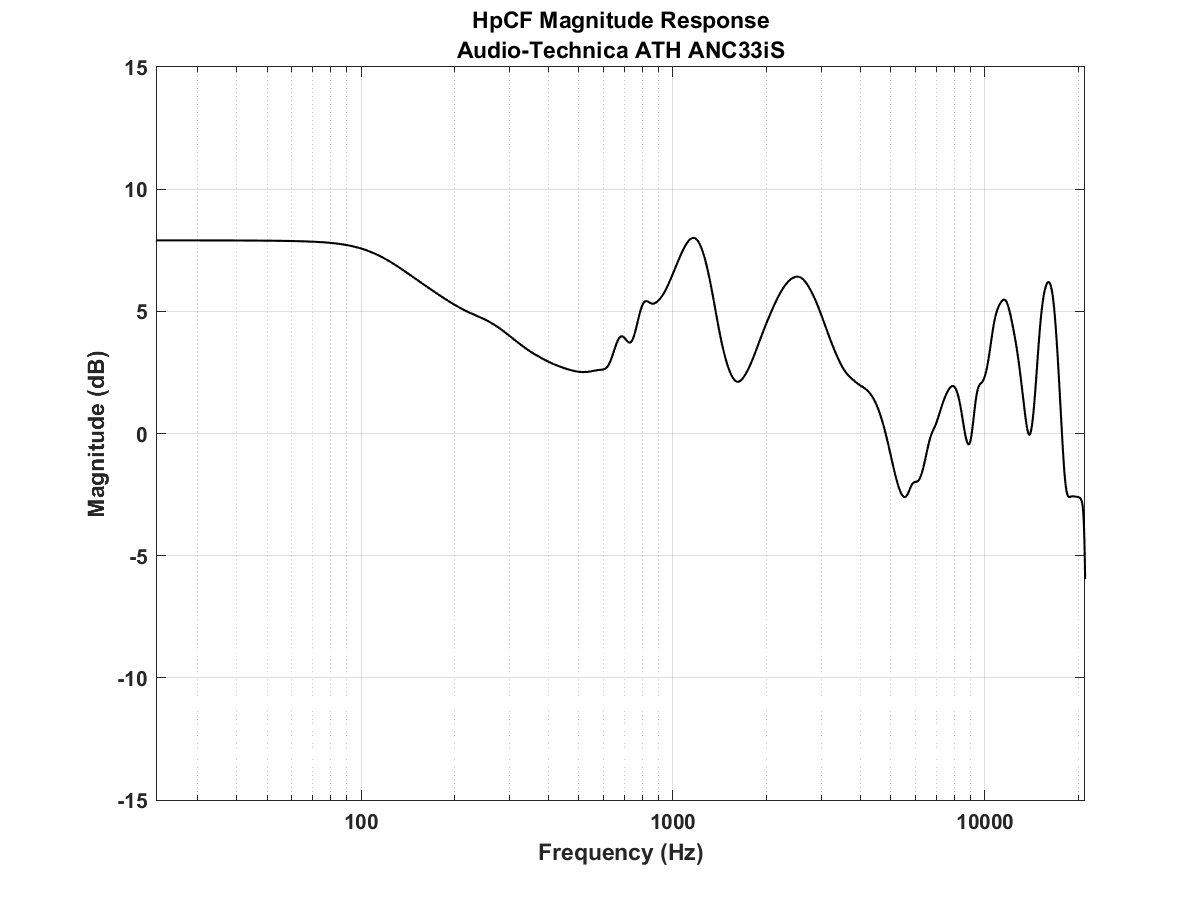 HpCF Magnitude Response
Audio-Technica ATH ANC33iS
15
10
5
0
-5
-10
-15
Magnitude (dB)
100 1000 10000
Frequency (Hz)